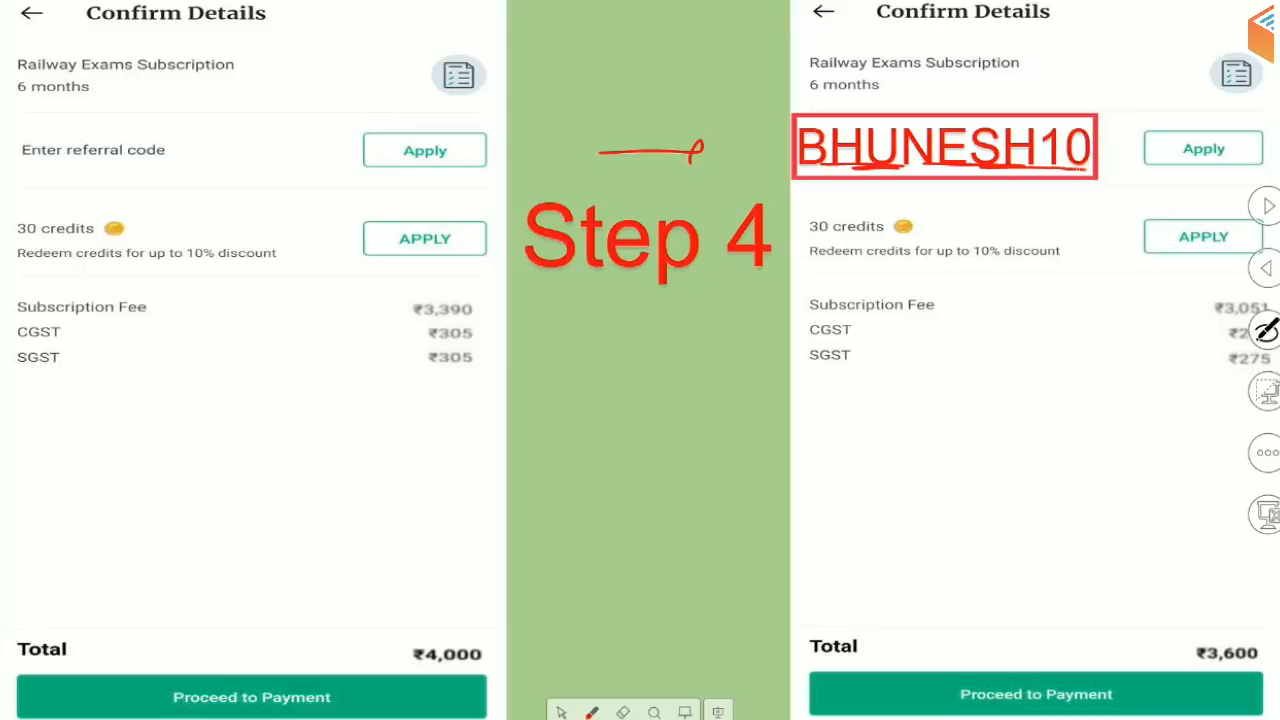 Confirm Details
Railway Exams Subscription
6 months
Enter referral code
Apply
30 credits
APPLY
Redeem credits for up to 10% discount
Subscription Fee ₹3,390
CGST ₹305
SGST ₹305
Total ₹4,000
Proceed to Payment
Step 4
Confirm Details
Railway Exams Subscription
6 months
BHUNESH10
Apply
30 credits
APPLY
Redeem credits for up to 10% discount
Subscription Fee ₹3,051
CGST
SGST ₹275
Total ₹3,600
Proceed to Payment